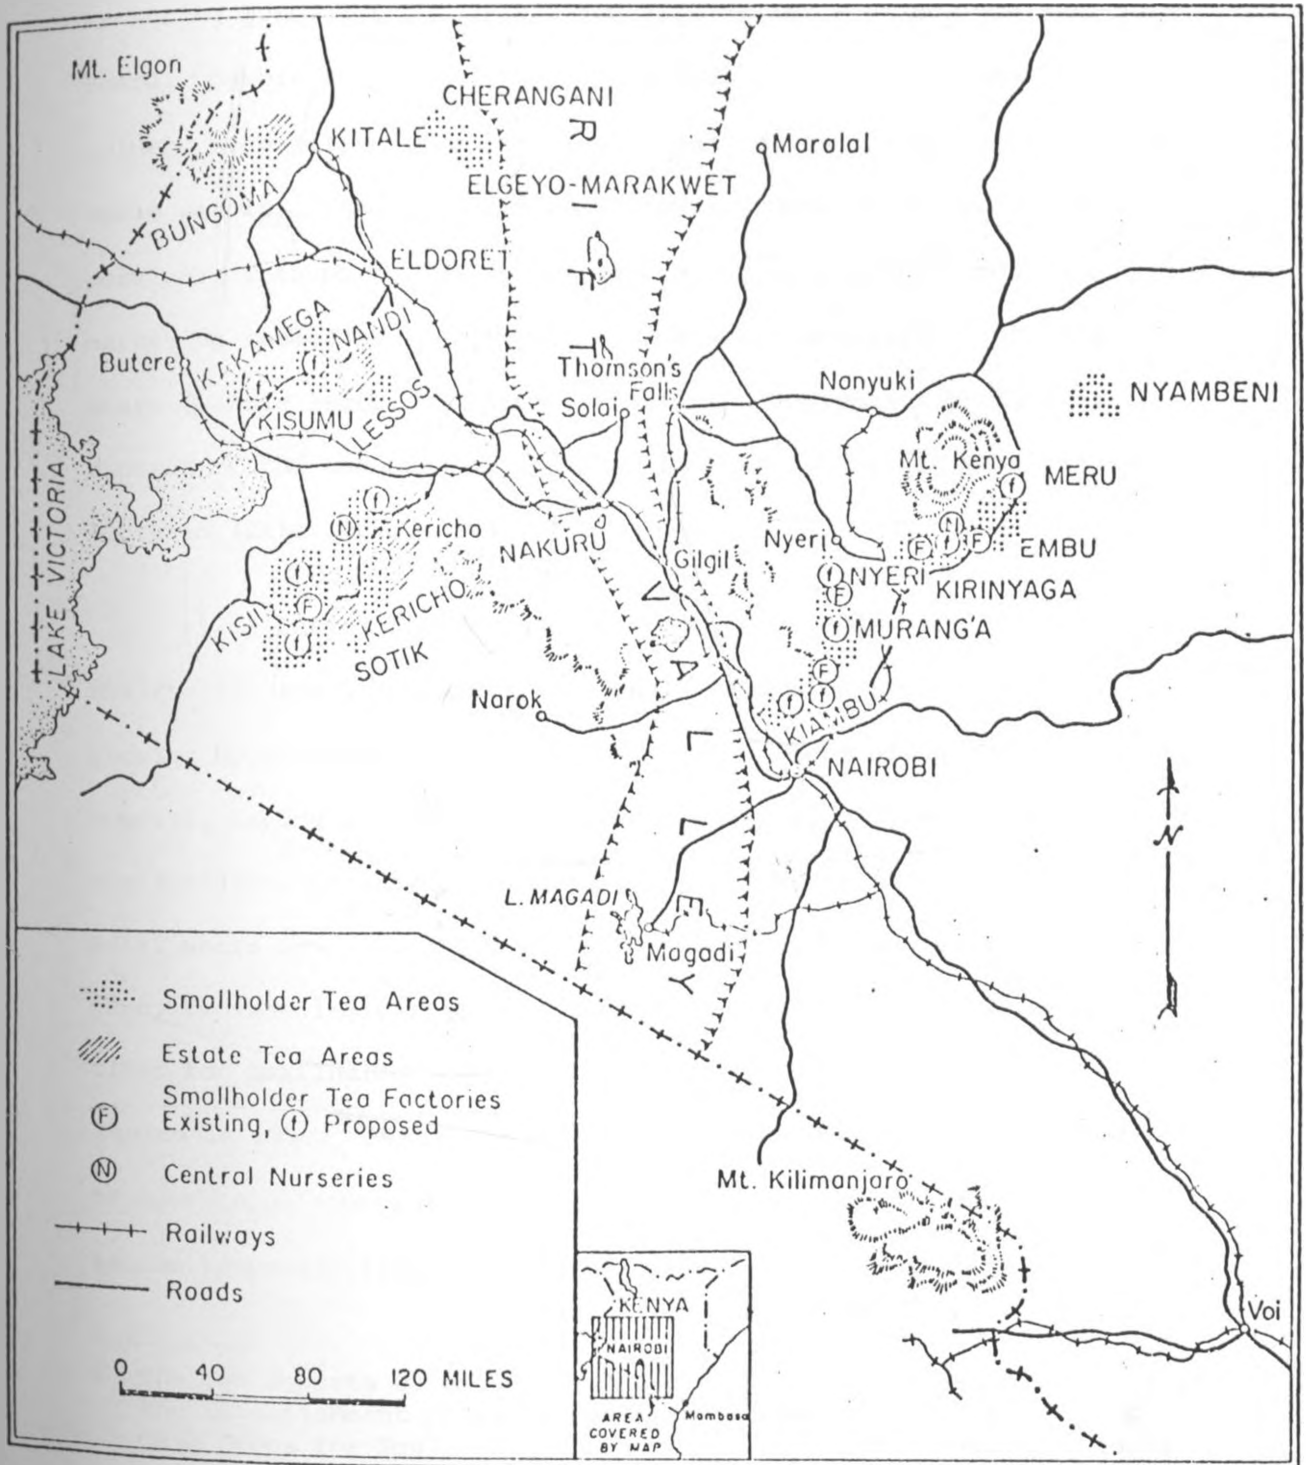 Mt. Elgon
CHERANGANI
KITALE
Maralal
ELGEYO-MARAKWET
BUNGOMA
ELDORET
RIFT
KAKAMEGA
NANDI
Butere
Thomson's
Falls
Nanyuki
NYAMBENI
Solai
KISUMU
LESSOS
Mt. Kenya
MERU
f
f
f
f
LAKE VICTORIA
N
Kericho
NAKURU
Nyeri
N
F
f
F
EMBU
Gilgil
f
f
NYERI
F
KIRINYAGA
F
KISII
KERICHO
f
MURANG'A
f
SOTIK
VALLEY
F
Narok
f
f
KIAMBU
NAIROBI
N
L. MAGADI
Magadi
Smallholder Tea Areas
Estate Tea Areas
Smallholder Tea Factories
F Existing, f Proposed
N Central Nurseries
Railways
Roads
0 40 80 120 MILES
Mt. Kilimanjaro
Voi
KENYA
NAIROBI
Mombasa
AREA
COVERED
BY MAP